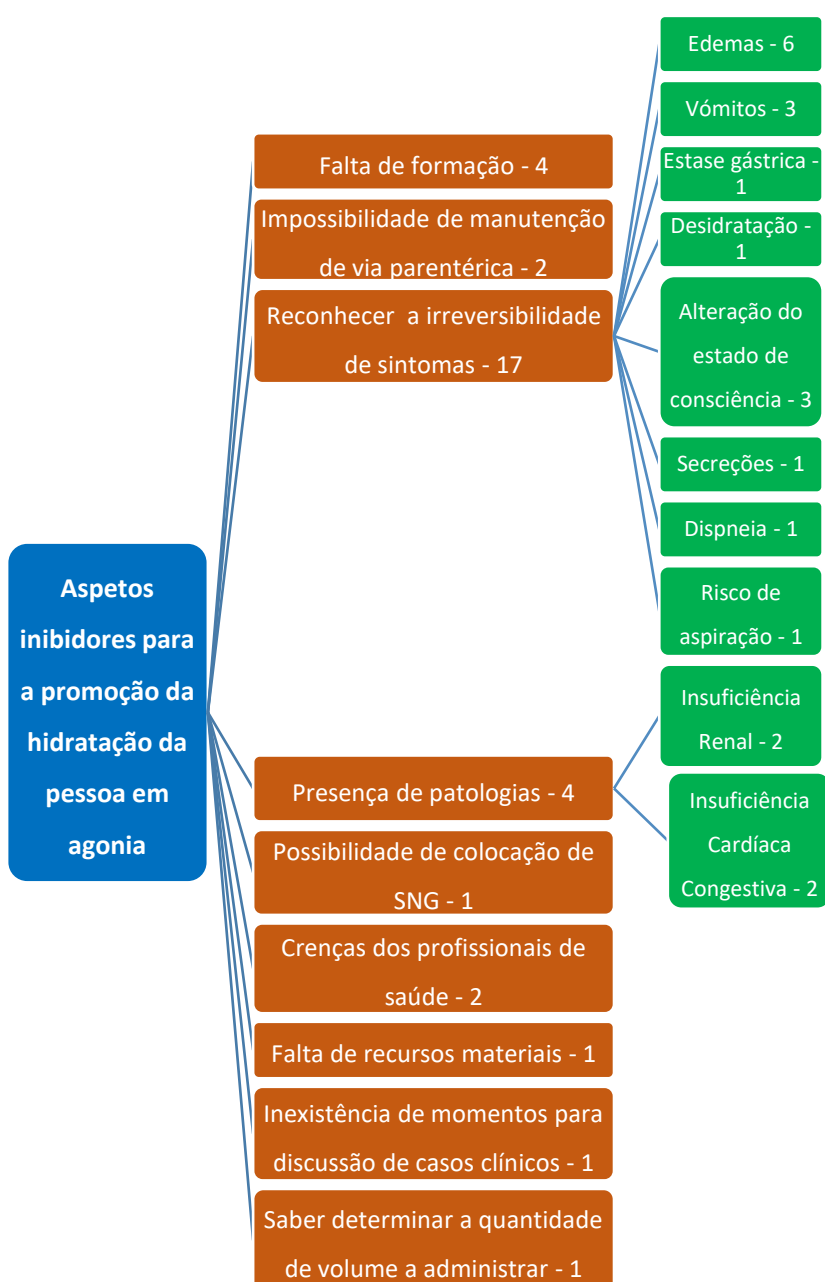 Aspetos
inibidores para
a promoção da
hidratação da
pessoa em
agonia
Falta de formação - 4
Impossibilidade de manutenção
de via parentérica - 2
Reconhecer a irreversibilidade
de sintomas - 17
Edemas - 6
Vómitos - 3
Estase gástrica -
1
Desidratação -
1
Alteração do
estado de
consciência - 3
Secreções - 1
Dispneia - 1
Risco de
aspiração - 1
Presença de patologias - 4
Insuficiência
Renal - 2
Insuficiência
Cardíaca
Congestiva - 2
Possibilidade de colocação de
SNG - 1
Crenças dos profissionais de
saúde - 2
Falta de recursos materiais - 1
Inexistência de momentos para
discussão de casos clínicos - 1
Saber determinar a quantidade
de volume a administrar - 1